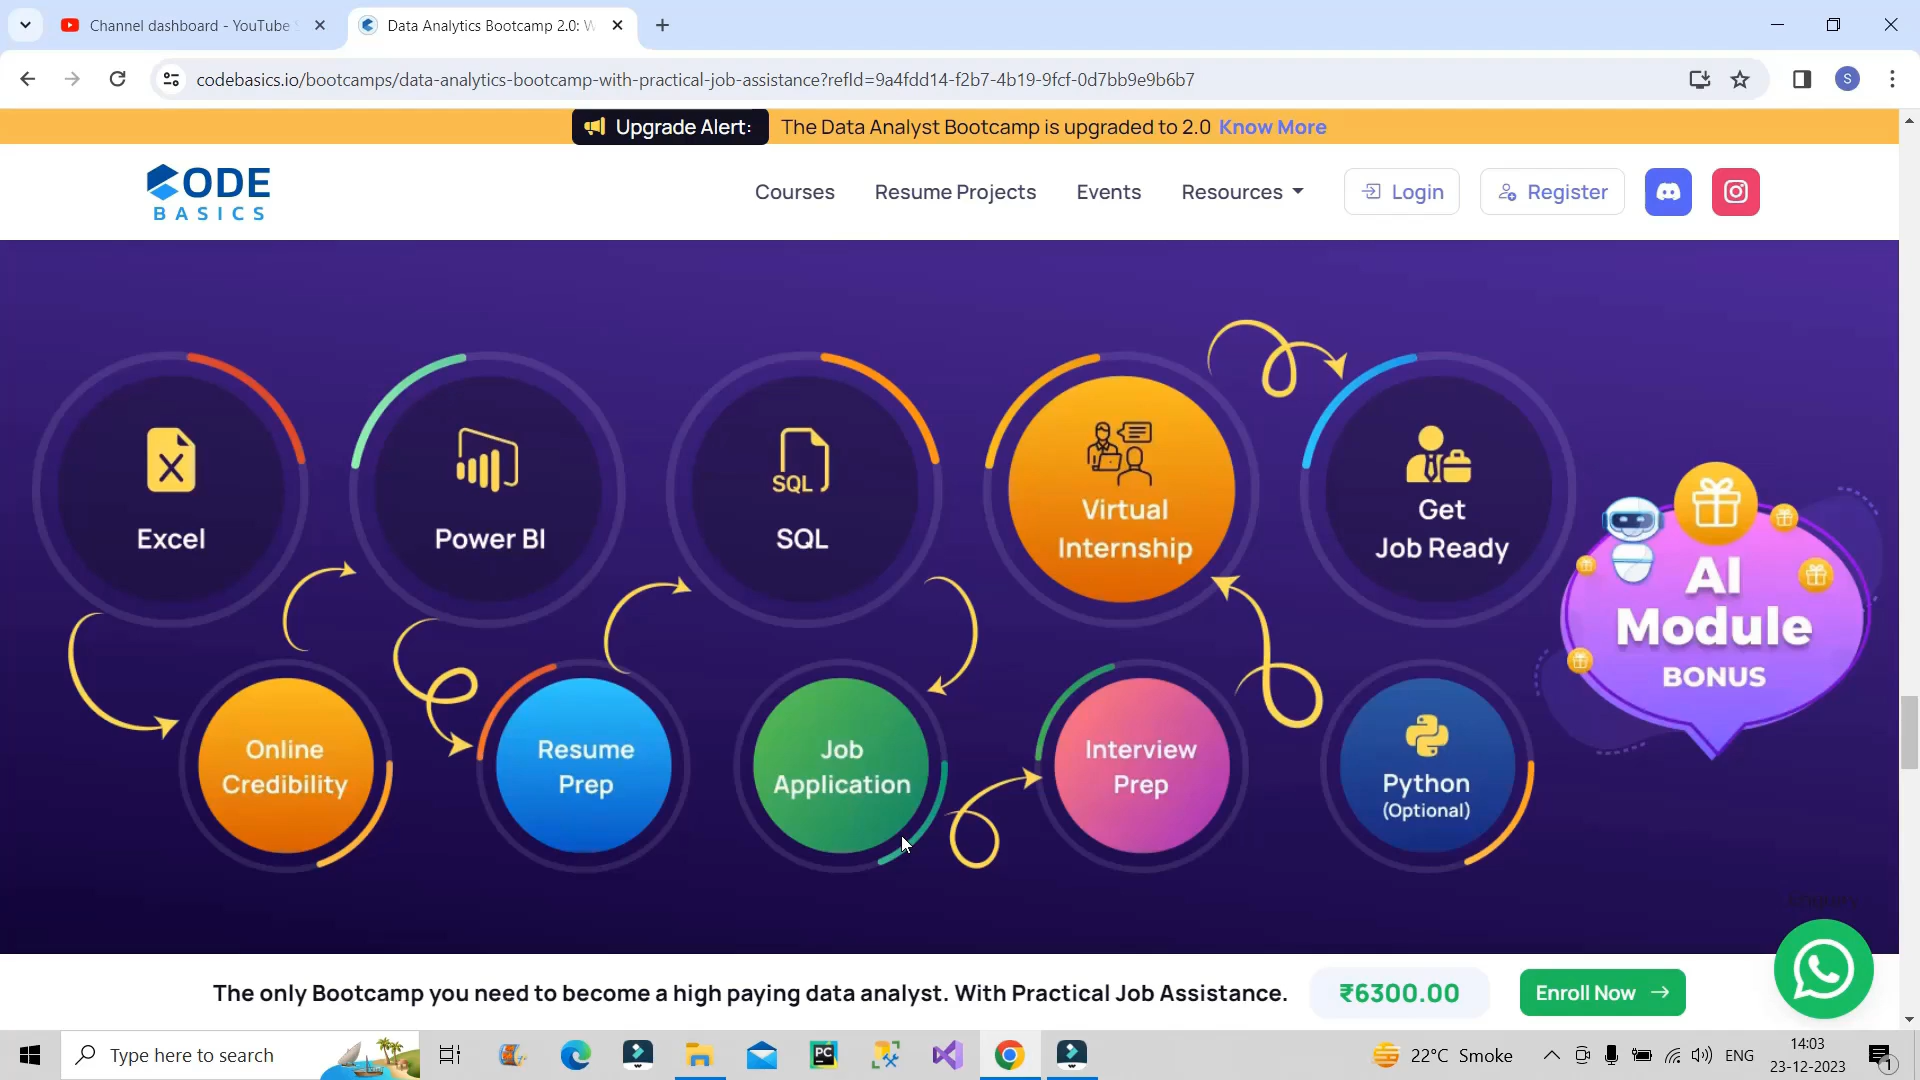 Channel dashboard - YouTube
Data Analytics Bootcamp 2.0: W
codebasics.io/bootcamps/data-analytics-bootcamp-with-practical-job-assistance?refId=9a4fdd14-f2b7-4b19-9fcf-0d7bb9e9b6b7
S
Upgrade Alert: The Data Analyst Bootcamp is upgraded to 2.0 Know More
CODE
BASICS
Courses Resume Projects Events Resources Login Register
Excel
Power BI
SQL
SQL
Virtual
Internship
Get
Job Ready
AI
Module
BONUS
Online
Credibility
Resume
Prep
Job
Application
Interview
Prep
Python
(Optional)
The only Bootcamp you need to become a high paying data analyst. With Practical Job Assistance. ₹6300.00 Enroll Now
Type here to search
PC
22°C Smoke
ENG
14:03
23-12-2023
1